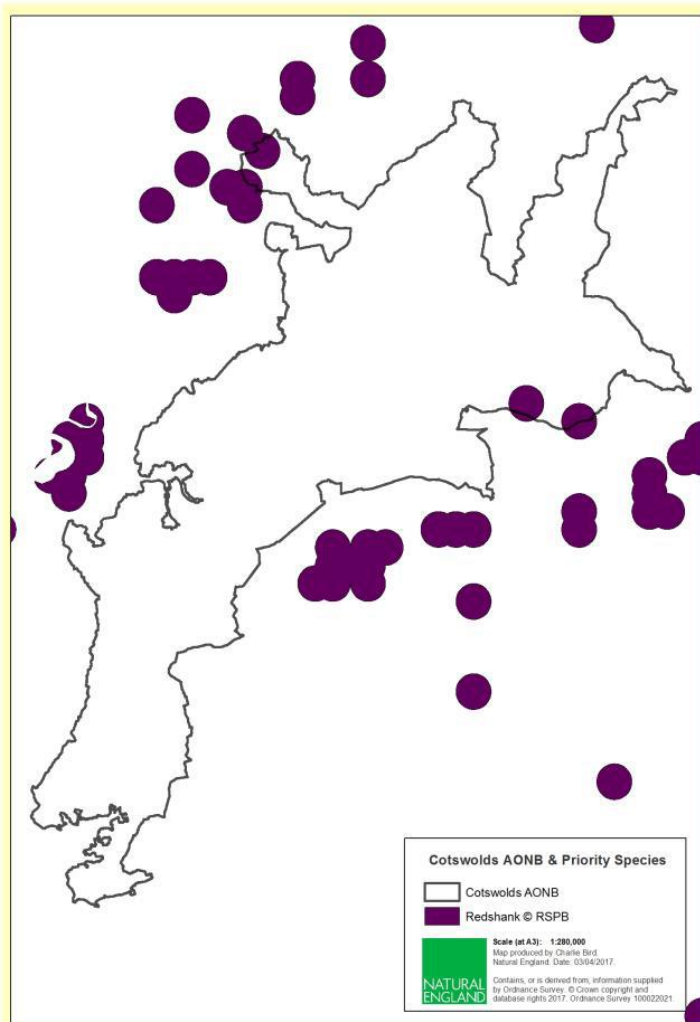 Cotswolds AONB & Priority Species
Cotswolds AONB
Redshank © RSPB
Scale (at A3): 1:280,000
Map produced by Charlie Bird.
Natural England. Date: 03/04/2017.
Contains, or is derived from, information supplied
by Ordnance Survey. © Crown copyright and
database rights 2017. Ordnance Survey 100022021
NATURAL
ENGLAND